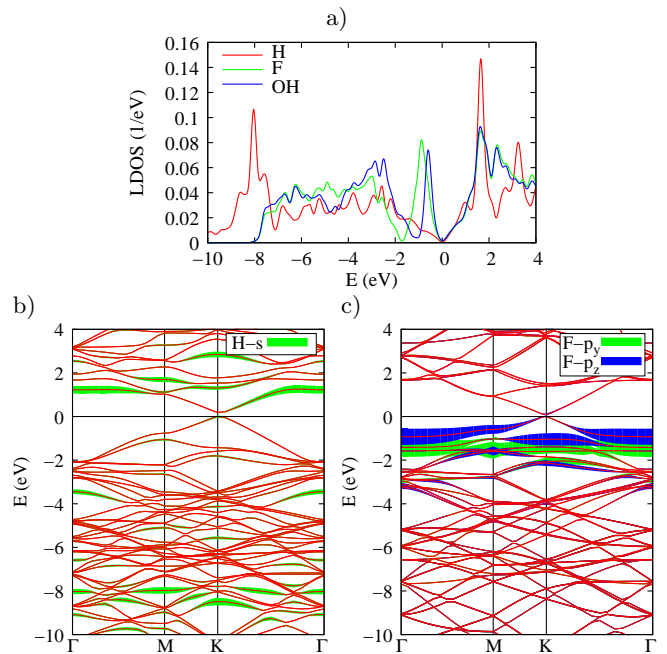 a)
LDOS (1/eV)
0.16
0.14
0.12
0.1
0.08
0.06
0.04
0.02
0
H
F
OH
−10 −8 −6 −4 −2 0 2 4
E (eV)
b)
E (eV)
4
2
0
−2
−4
−6
−8
−10
H−s
Γ M K Γ
c)
E (eV)
4
2
0
−2
−4
−6
−8
−10
F−py
F−pz
Γ M K Γ